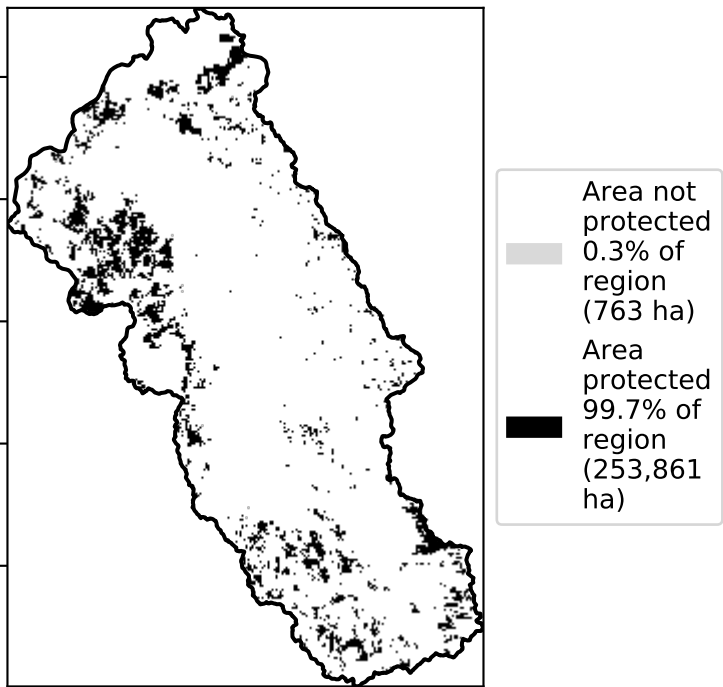 Area not
protected
0.3% of
region
(763 ha)
Area
protected
99.7% of
region
(253,861
ha)